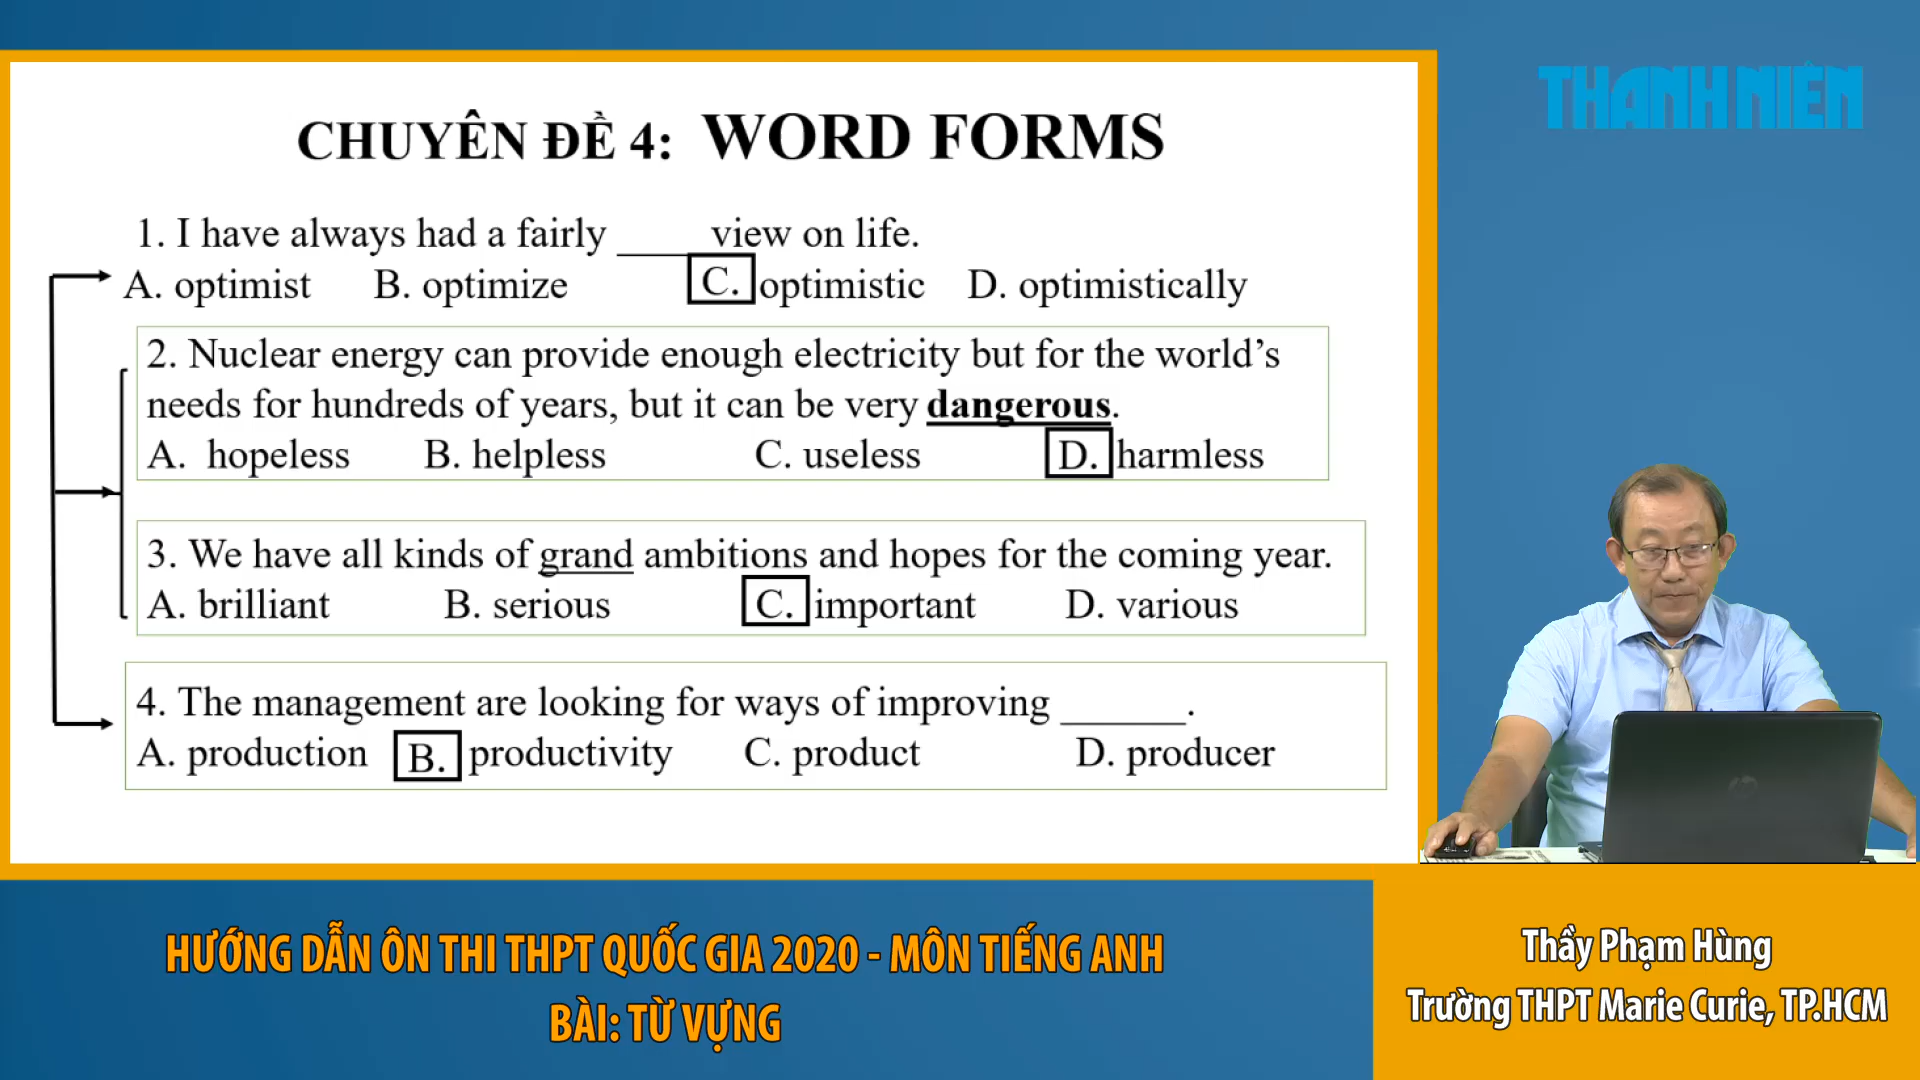 THANH NIÊN
CHUYÊN ĐỀ 4: WORD FORMS
1. I have always had a fairly _____ view on life.
A. optimist B. optimize C. optimistic D. optimistically
2. Nuclear energy can provide enough electricity but for the world’s
needs for hundreds of years, but it can be very dangerous.
A. hopeless B. helpless C. useless D. harmless
3. We have all kinds of grand ambitions and hopes for the coming year.
A. brilliant B. serious C. important D. various
4. The management are looking for ways of improving ______.
A. production B. productivity C. product D. producer
HƯỚNG DẪN ÔN THI THPT QUỐC GIA 2020 - MÔN TIẾNG ANH
BÀI: TỪ VỰNG
Thầy Phạm Hùng
Trường THPT Marie Curie, TP.HCM